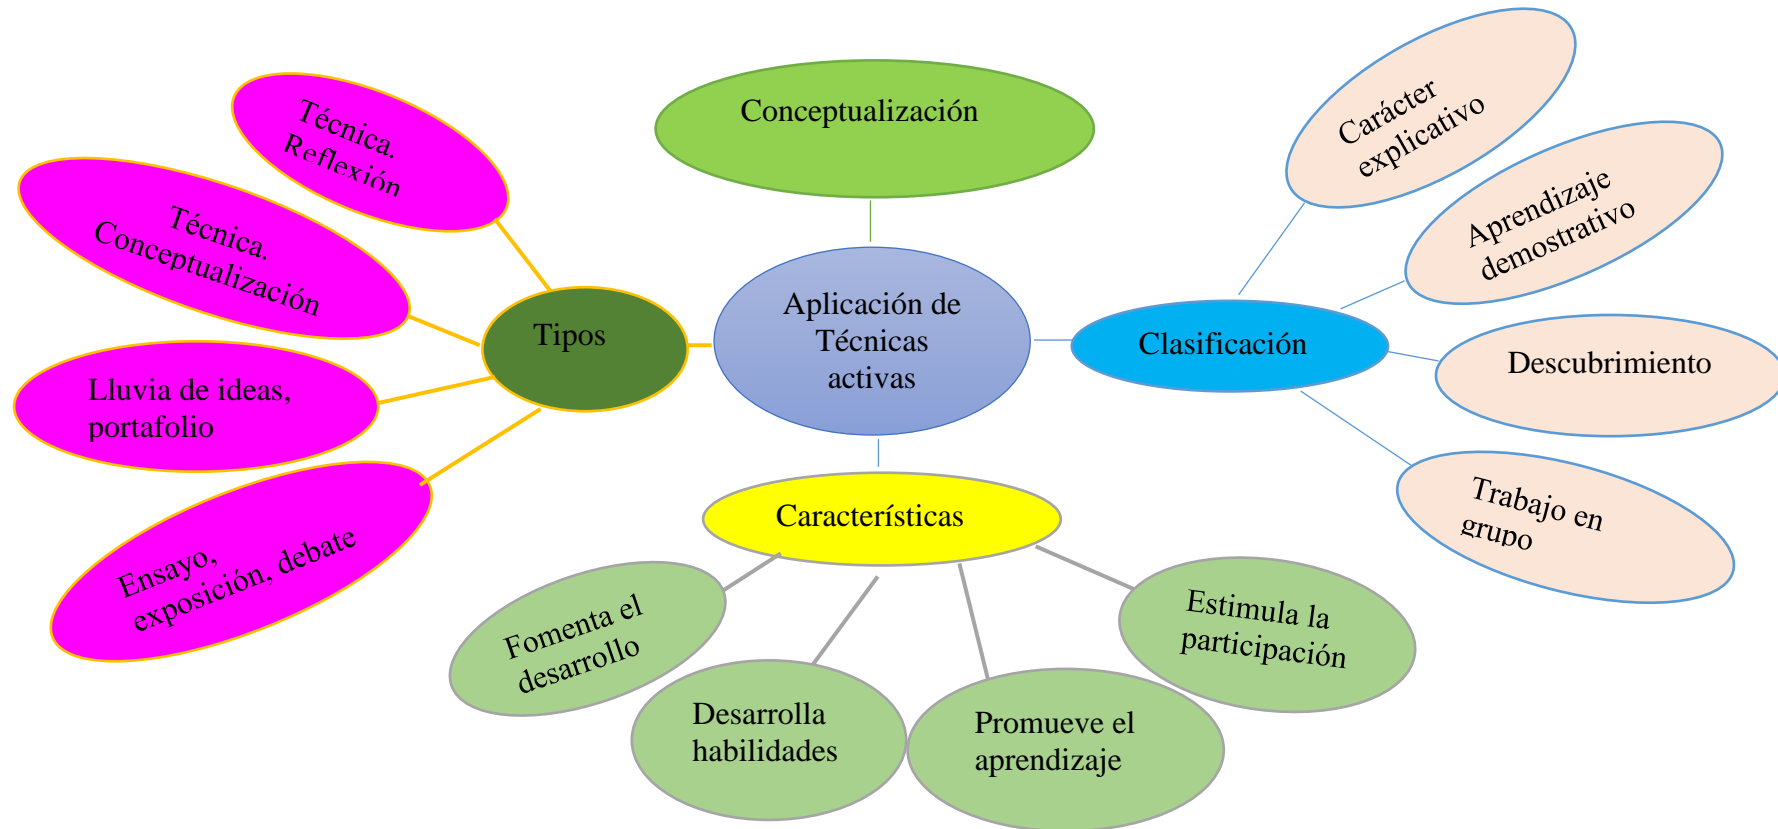 Conceptualización
Aplicación de
Técnicas
activas
Tipos
Técnica.
Reflexión
Técnica.
Conceptualización
Lluvia de ideas,
portafolio
Ensayo,
exposición, debate
Clasificación
Carácter
explicativo
Aprendizaje
demostrativo
Descubrimiento
Trabajo en
grupo
Características
Fomenta el
desarrollo
Desarrolla
habilidades
Promueve el
aprendizaje
Estimula la
participación